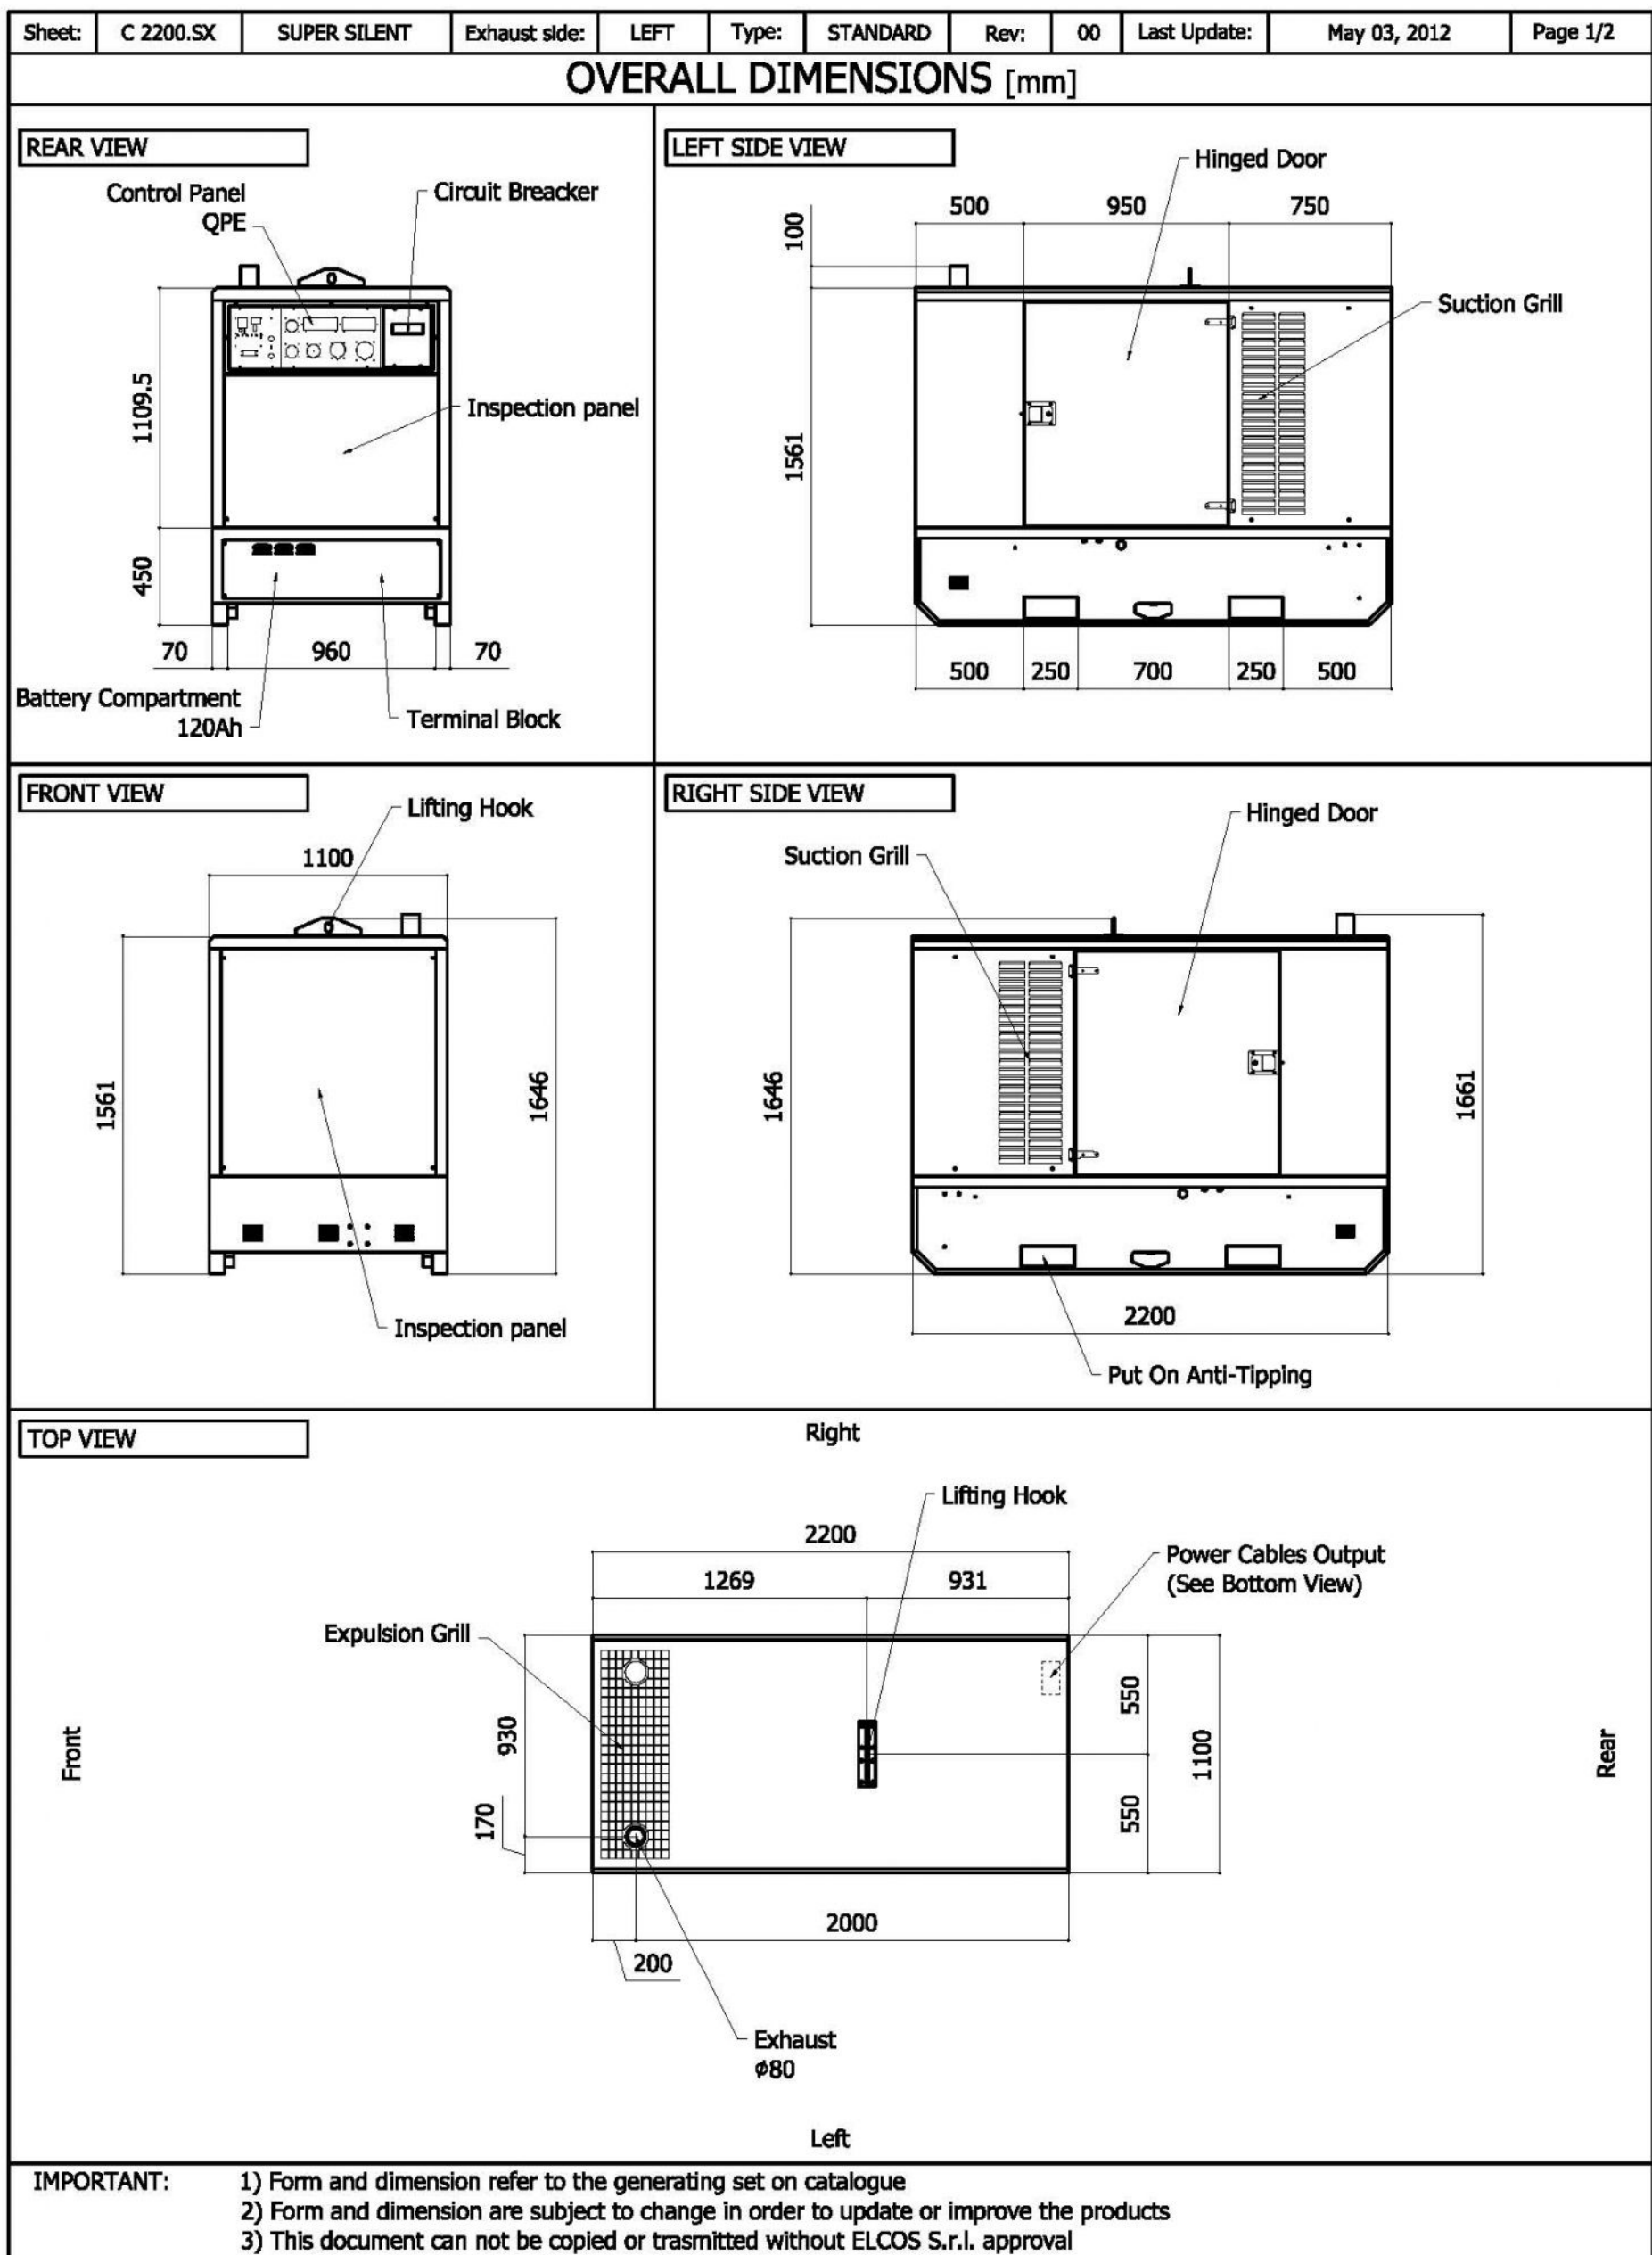 Sheet: C 2200.SX SUPER SILENT Exhaust side: LEFT Type: STANDARD Rev: 00 Last Update: May 03, 2012 Page 1/2
OVERALL DIMENSIONS [mm]
REAR VIEW
Control Panel
QPE
Circuit Breacker
1109.5
Inspection panel
450
70 960 70
Battery Compartment
120Ah
Terminal Block
LEFT SIDE VIEW
Hinged Door
500 950 750
100
Suction Grill
1561
500 250 700 250 500
FRONT VIEW
Lifting Hook
1100
1561
1646
Inspection panel
RIGHT SIDE VIEW
Hinged Door
Suction Grill
1646
1661
2200
Put On Anti-Tipping
TOP VIEW
Right
Lifting Hook
2200
Power Cables Output
(See Bottom View)
1269 931
Expulsion Grill
550
930
Front
1100
Rear
170
550
2000
200
Exhaust
ϕ80
Left
IMPORTANT: 1) Form and dimension refer to the generating set on catalogue
2) Form and dimension are subject to change in order to update or improve the products
3) This document can not be copied or trasmitted without ELCOS S.r.l. approval